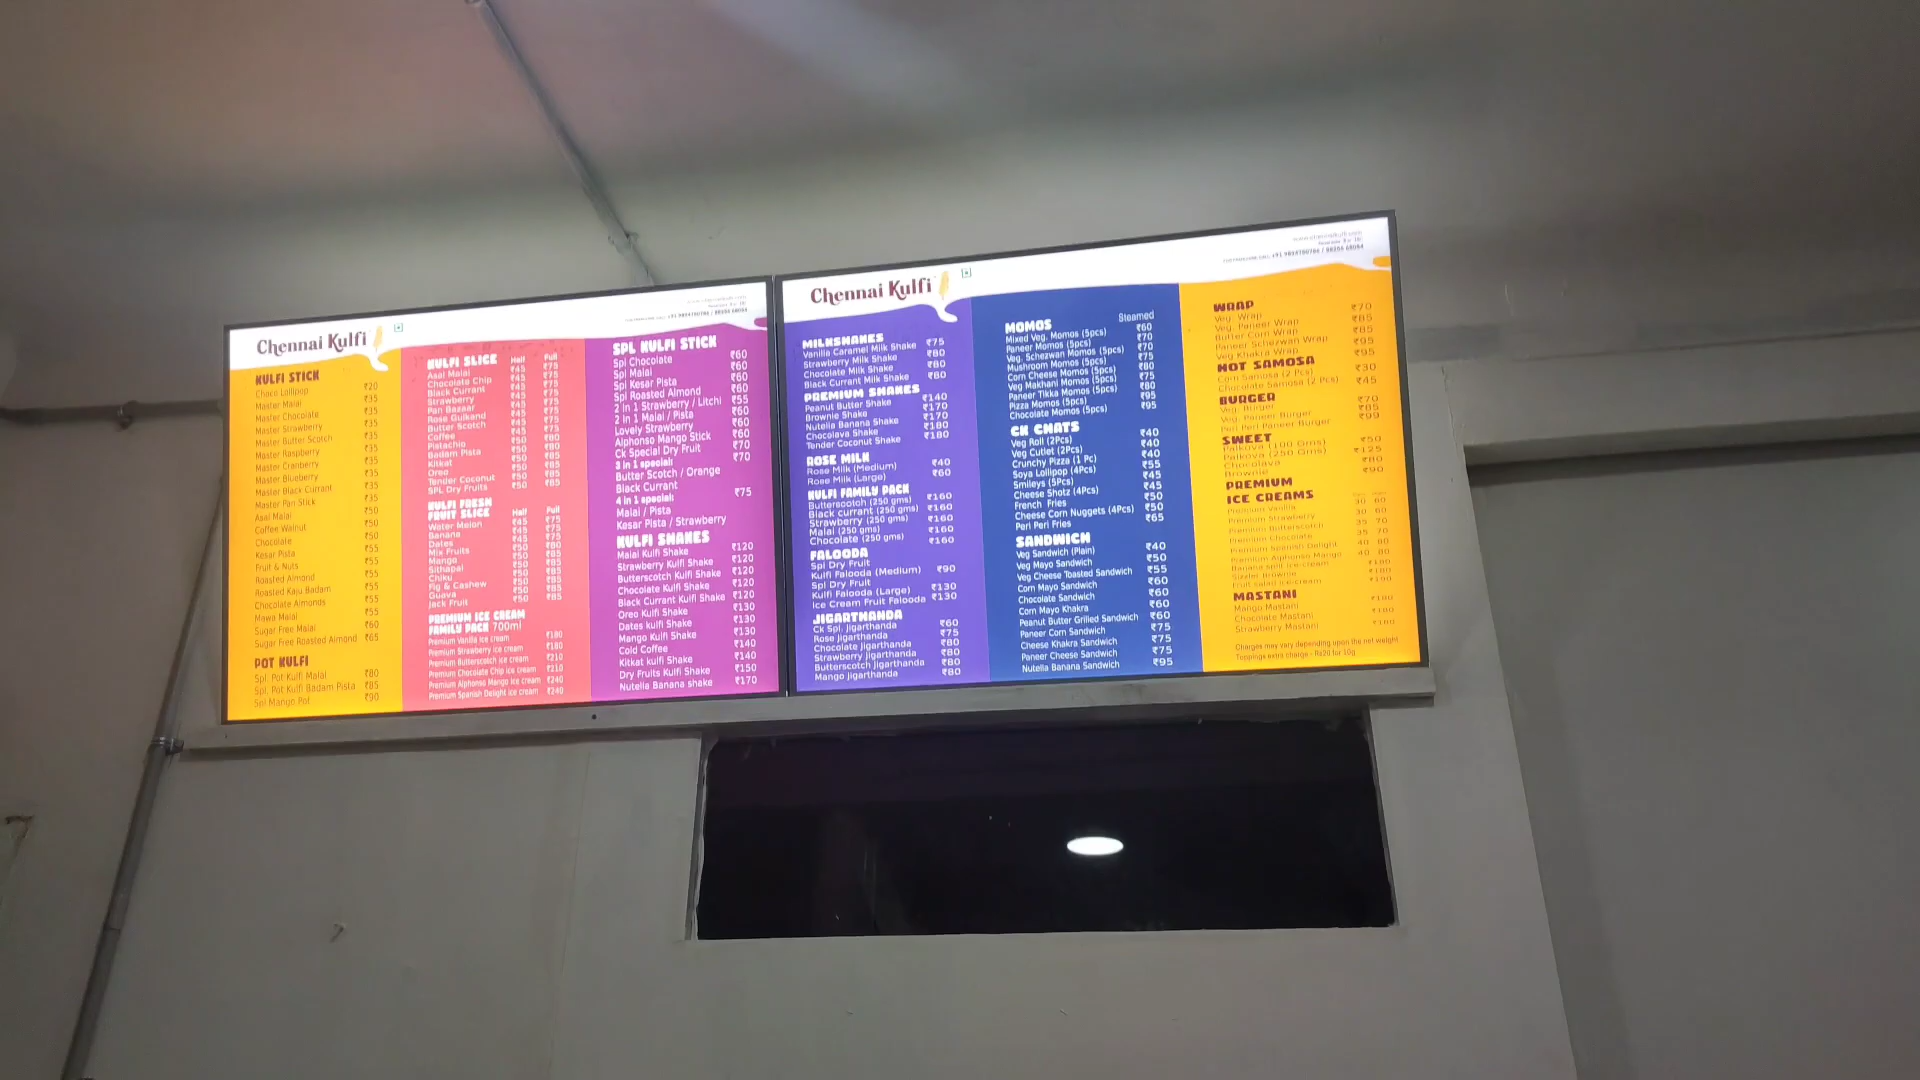 Chennai Kulfi
KULFI STICK
Choco Lollipop ₹20
Master Malai ₹35
Master Chocolate ₹35
Master Strawberry ₹35
Master Butter Scotch ₹35
Master Raspberry ₹35
Master Cranberry ₹35
Master Blueberry ₹35
Master Black Currant ₹35
Master Pan Stick ₹35
Asai Malai ₹50
Coffee Walnut ₹50
Chocolate ₹50
Kesar Pista ₹55
Fruit & Nuts ₹55
Roasted Almond ₹55
Roasted Kaju Badam ₹55
Chocolate Almonds ₹55
Mawa Malai ₹55
Sugar Free Malai ₹60
Sugar Free Roasted Almond ₹65
POT KULFI
Spl. Pot Kulfi Malai ₹80
Spl. Pot Kulfi Badam Pista ₹85
Spl Mango Pot ₹90
KULFI SLICE Half Full
Asai Malai ₹45 ₹75
Chocolate Chip ₹45 ₹75
Black Currant ₹45 ₹75
Strawberry ₹45 ₹75
Pan Bazaar ₹45 ₹75
Rose Gulkand ₹45 ₹75
Butter Scotch ₹45 ₹75
Coffee ₹50 ₹80
Pistachio ₹50 ₹80
Badam Pista ₹50 ₹85
Kitkat ₹50 ₹85
Oreo ₹50 ₹85
Tender Coconut ₹50 ₹85
SPL Dry Fruits ₹50 ₹85
KULFI FRESH
FRUIT SLICE Half Full
Water Melon ₹45 ₹75
Banana ₹45 ₹75
Dates ₹45 ₹75
Mix Fruits ₹50 ₹80
Mango ₹50 ₹85
Sithapal ₹50 ₹85
Chiku ₹50 ₹85
Fig & Cashew ₹50 ₹85
Guava ₹50 ₹85
Jack Fruit ₹50 ₹85
PREMIUM ICE CREAM
FAMILY PACK 700ml
Premium Vanilla ice cream ₹180
Premium Strawberry ice cream ₹180
Premium Butterscotch ice cream ₹210
Premium Chocolate Chip ice cream ₹210
Premium Alphonso Mango ice cream ₹240
Premium Spanish Delight ice cream ₹240
SPL KULFI STICK
Spl Chocolate ₹60
Spl Malai ₹60
Spl Kesar Pista ₹60
Spl Roasted Almond ₹60
2 in 1 Strawberry / Litchi ₹55
2 in 1 Malai / Pista ₹60
Lovely Strawberry ₹60
Alphonso Mango Stick ₹60
Ck Special Dry Fruit ₹70
3 in 1 special: ₹70
Butter Scotch / Orange
Black Currant
4 in 1 special: ₹75
Malai / Pista
Kesar Pista / Strawberry
KULFI SHAKES
Malai Kulfi Shake ₹120
Strawberry Kulfi Shake ₹120
Butterscotch Kulfi Shake ₹120
Chocolate Kulfi Shake ₹120
Black Currant Kulfi Shake ₹120
Oreo Kulfi Shake ₹130
Dates kulfi Shake ₹130
Mango Kulfi Shake ₹130
Cold Coffee ₹140
Kitkat kulfi Shake ₹140
Dry Fruits Kulfi Shake ₹150
Nutella Banana shake ₹170
Chennai Kulfi
MILKSHAKES
Vanilla Caramel Milk Shake ₹75
Strawberry Milk Shake ₹80
Chocolate Milk Shake ₹80
Black Currant Milk Shake ₹80
PREMIUM SHAKES
Peanut Butter Shake ₹140
Brownie Shake ₹170
Nutella Banana Shake ₹170
Chocolava Shake ₹180
Tender Coconut Shake ₹180
ROSE MILK
Rose Milk (Medium) ₹40
Rose Milk (Large) ₹60
KULFI FAMILY PACK
Butterscotch (250 gms) ₹160
Black currant (250 gms) ₹160
Strawberry (250 gms) ₹160
Malai (250 gms) ₹160
Chocolate (250 gms) ₹160
FALOODA
Spl Dry Fruit
Kulfi Falooda (Medium) ₹90
Spl Dry Fruit
Kulfi Falooda (Large) ₹130
Ice Cream Fruit Falooda ₹130
JIGARTHANDA
Ck Spl. Jigarthanda ₹60
Rose Jigarthanda ₹75
Chocolate Jigarthanda ₹80
Strawberry Jigarthanda ₹80
Butterscotch Jigarthanda ₹80
Mango Jigarthanda ₹80
MOMOS Steamed
Mixed Veg. Momos (5pcs) ₹60
Paneer Momos (5pcs) ₹70
Veg. Schezwan Momos (5pcs) ₹70
Mushroom Momos (5pcs) ₹75
Corn Cheese Momos (5pcs) ₹80
Veg Makhani Momos (5pcs) ₹75
Paneer Tikka Momos (5pcs) ₹80
Pizza Momos (5pcs) ₹95
Chocolate Momos (5pcs) ₹95
CK CHATS
Veg Roll (2Pcs) ₹40
Veg Cutlet (2Pcs) ₹40
Crunchy Pizza (1 Pc) ₹40
Soya Lollipop (4Pcs) ₹55
Smileys (5Pcs) ₹45
Cheese Shotz (4Pcs) ₹45
French Fries ₹50
Cheese Corn Nuggets (4Pcs) ₹50
Peri Peri Fries ₹65
SANDWICH
Veg Sandwich (Plain) ₹40
Veg Mayo Sandwich ₹50
Veg Cheese Toasted Sandwich ₹55
Corn Mayo Sandwich ₹60
Chocolate Sandwich ₹60
Corn Mayo Khakra ₹60
Peanut Butter Grilled Sandwich ₹60
Paneer Corn Sandwich ₹75
Cheese Khakra Sandwich ₹75
Paneer Cheese Sandwich ₹75
Nutella Banana Sandwich ₹95
WRAP
Veg. Wrap ₹70
Veg. Paneer Wrap ₹85
Butter Corn Wrap ₹85
Paneer Schezwan Wrap ₹95
Veg Khakra Wrap ₹95
HOT SAMOSA
Corn Samosa (2 Pcs) ₹30
Chocolate Samosa (2 Pcs) ₹45
BURGER
Veg. Burger ₹70
Veg. Paneer Burger ₹85
Peri Peri Paneer Burger ₹99
SWEET
Palkova (100 Gms) ₹50
Palkova (250 Gms) ₹125
Chocolava ₹80
Brownie ₹90
PREMIUM
ICE CREAMS
Premium Vanilla 30 60
Premium Strawberry 30 60
Premium Butterscotch 35 70
Premium Chocolate 35 70
Premium Spanish Delight 40 80
Premium Alphonso Mango 40 80
Banana split ice-cream ₹180
Sizzler Brownie ₹180
Fruit salad icecream ₹180
MASTANI
Mango Mastani ₹180
Chocolate Mastani ₹180
Strawberry Mastani ₹180
Charges may vary depending upon the net weight
Toppings extra charge - Rs20 for 10g